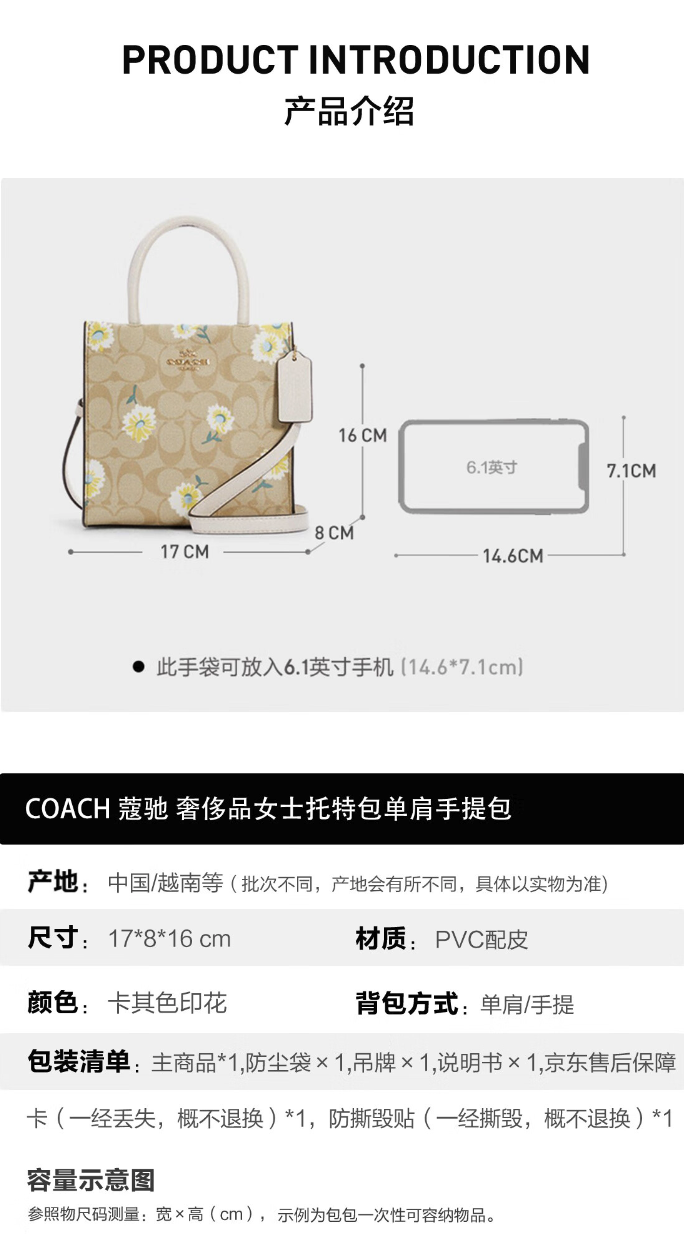 PRODUCT INTRODUCTION
产品介绍
COACH
16 CM
6.1英寸
7.1CM
8 CM
17 CM
14.6CM
● 此手袋可放入6.1英寸手机 (14.6*7.1cm)
COACH 蔻驰 奢侈品女士托特包单肩手提包
产地： 中国/越南等（批次不同，产地会有所不同，具体以实物为准)
尺寸： 17*8*16 cm 材质： PVC配皮
颜色： 卡其色印花 背包方式：单肩/手提
包装清单：主商品*1,防尘袋×1,吊牌×1,说明书×1,京东售后保障
卡（一经丢失，概不退换）*1，防撕毁贴（一经撕毁，概不退换）*1
容量示意图
参照物尺码测量：宽×高（cm），示例为包包一次性可容纳物品。